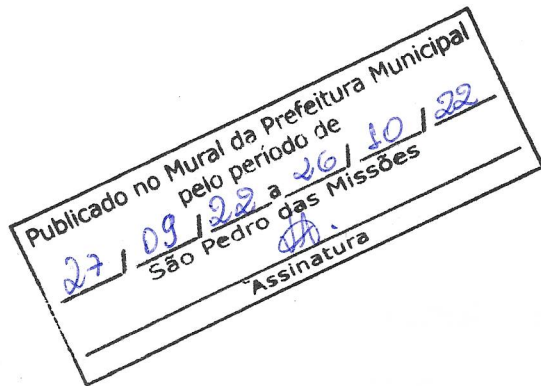 Publicado no Mural da Prefeitura Municipal
pelo período de
27 / 09 / 22 a 26 / 10 / 22
São Pedro das Missões
Assinatura